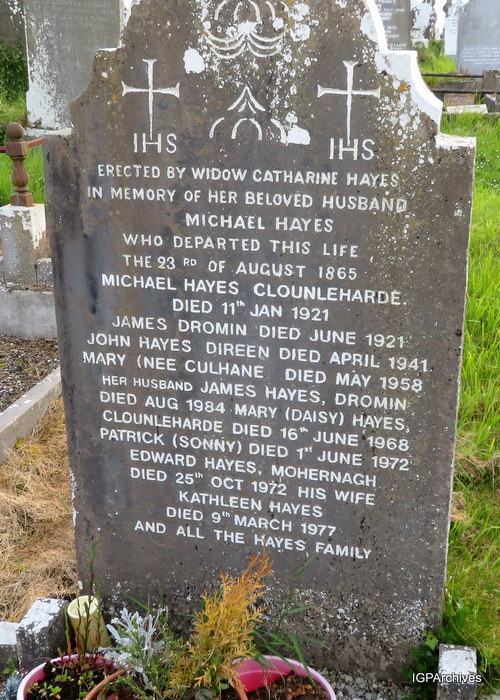 IHS IHS
ERECTED BY WIDOW CATHARINE HAYES
IN MEMORY OF HER BELOVED HUSBAND
MICHAEL HAYES
WHO DEPARTED THIS LIFE
THE 23RD OF AUGUST 1865
MICHAEL HAYES CLOUNLEHARDE.
DIED 11th JAN 1921
JAMES DROMIN DIED JUNE 1921
JOHN HAYES DIREEN DIED APRIL 1941.
MARY (NEE CULHANE DIED MAY 1958
HER HUSBAND JAMES HAYES, DROMIN
DIED AUG 1984 MARY (DAISY) HAYES,
CLOUNLEHARDE DIED 16th JUNE 1968
PATRICK (SONNY) DIED 1st JUNE 1972
EDWARD HAYES, MOHERNAGH
DIED 25th OCT 1972 HIS WIFE
KATHLEEN HAYES
DIED 9th MARCH 1977
AND ALL THE HAYES FAMILY
IGPArchives